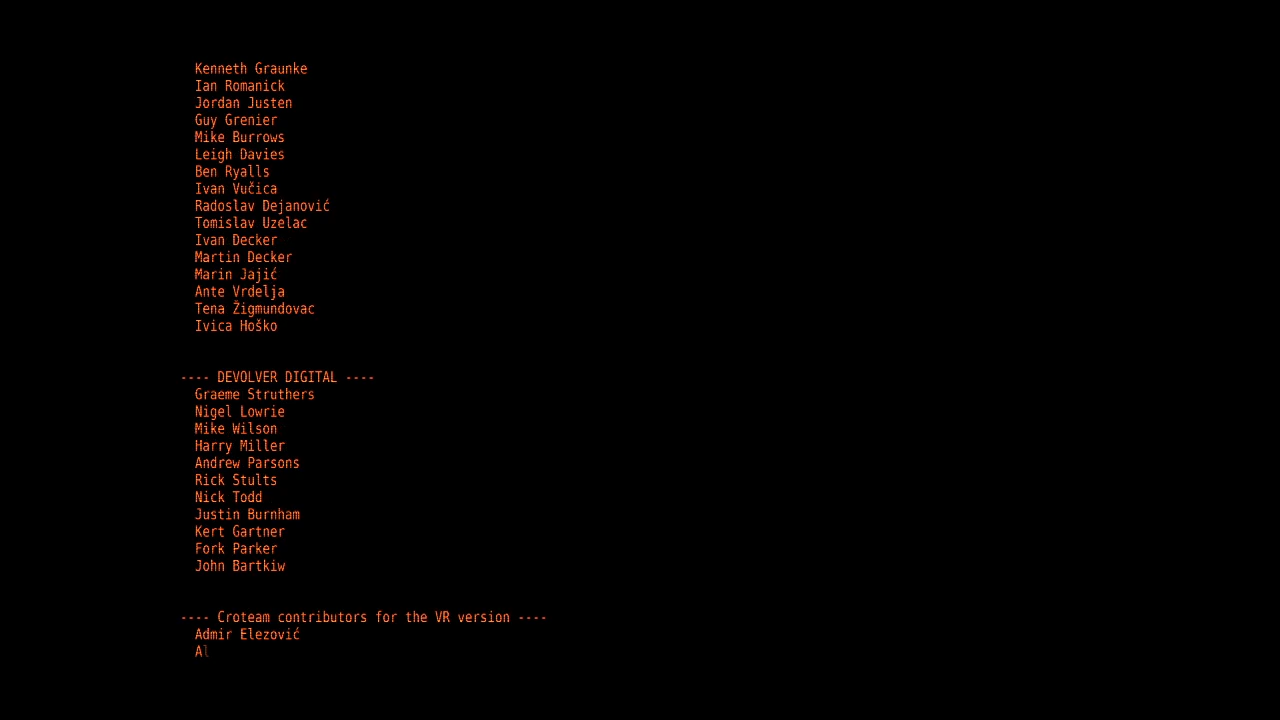 Kenneth Graunke
Ian Romanick
Jordan Justen
Guy Grenier
Mike Burrows
Leigh Davies
Ben Ryalls
Ivan Vučica
Radoslav Dejanović
Tomislav Uzelac
Ivan Decker
Martin Decker
Marin Jajić
Ante Vrdelja
Tena Žigmundovac
Ivica Hoško
---- DEVOLVER DIGITAL ----
Graeme Struthers
Nigel Lowrie
Mike Wilson
Harry Miller
Andrew Parsons
Rick Stults
Nick Todd
Justin Burnham
Kert Gartner
Fork Parker
John Bartkiw
---- Croteam contributors for the VR version ----
Admir Elezović
Al